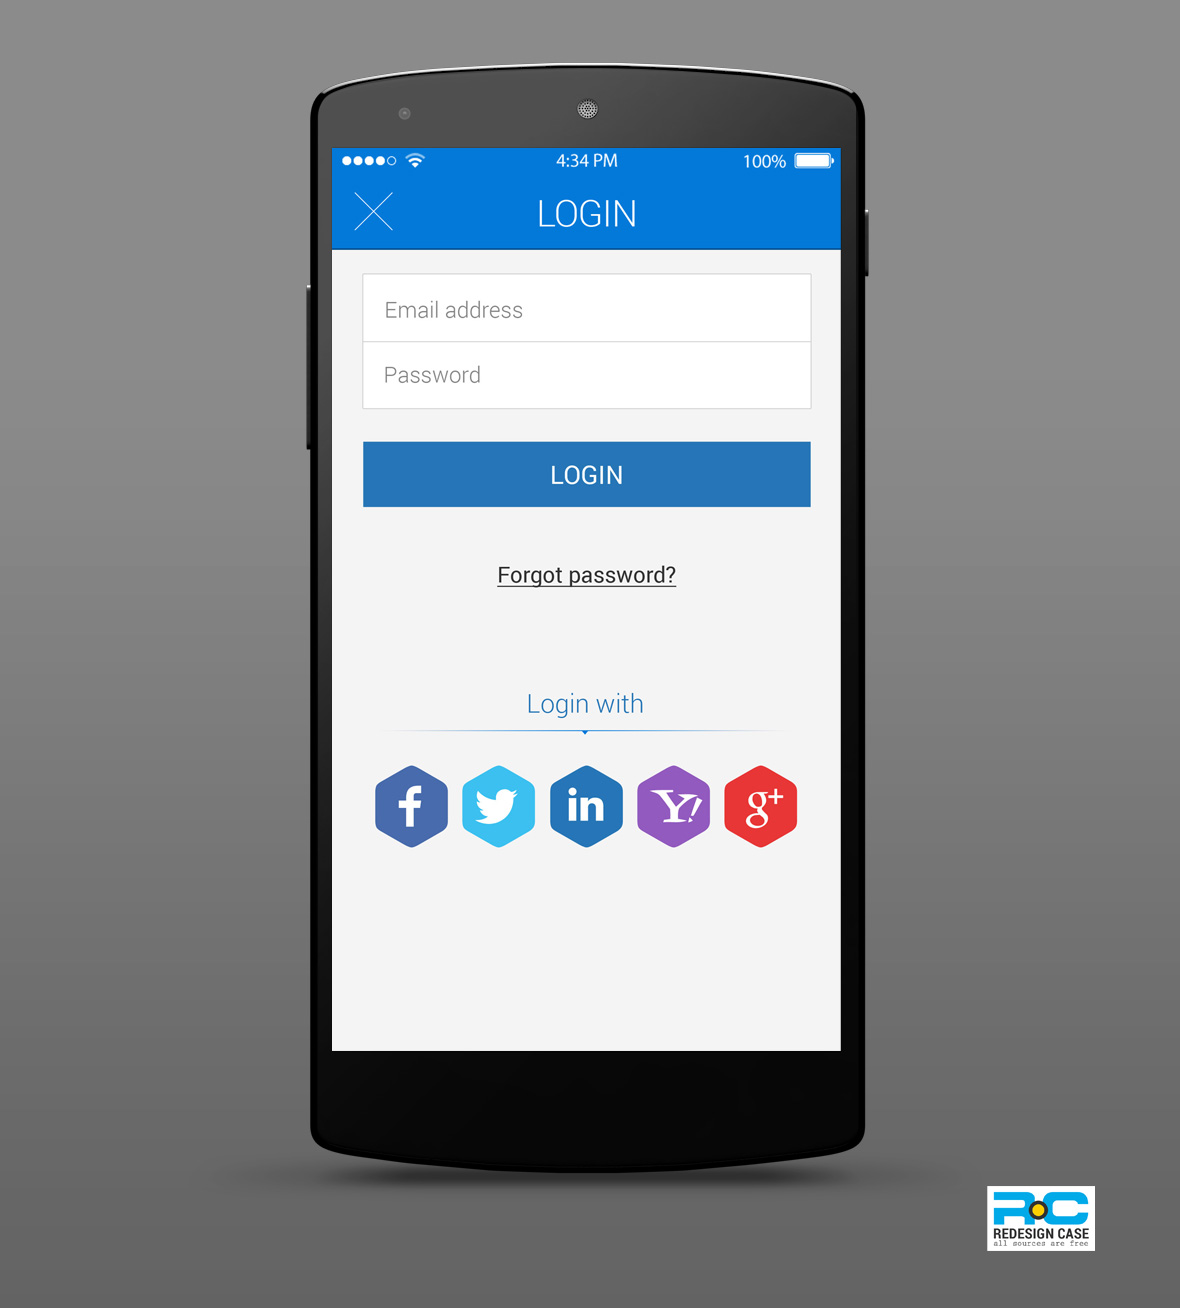 4:34 PM
100%
LOGIN
Email address
Password
LOGIN
Forgot password?
Login with
f
in
Y!
g+
RC
REDESIGN CASE
all sources are free